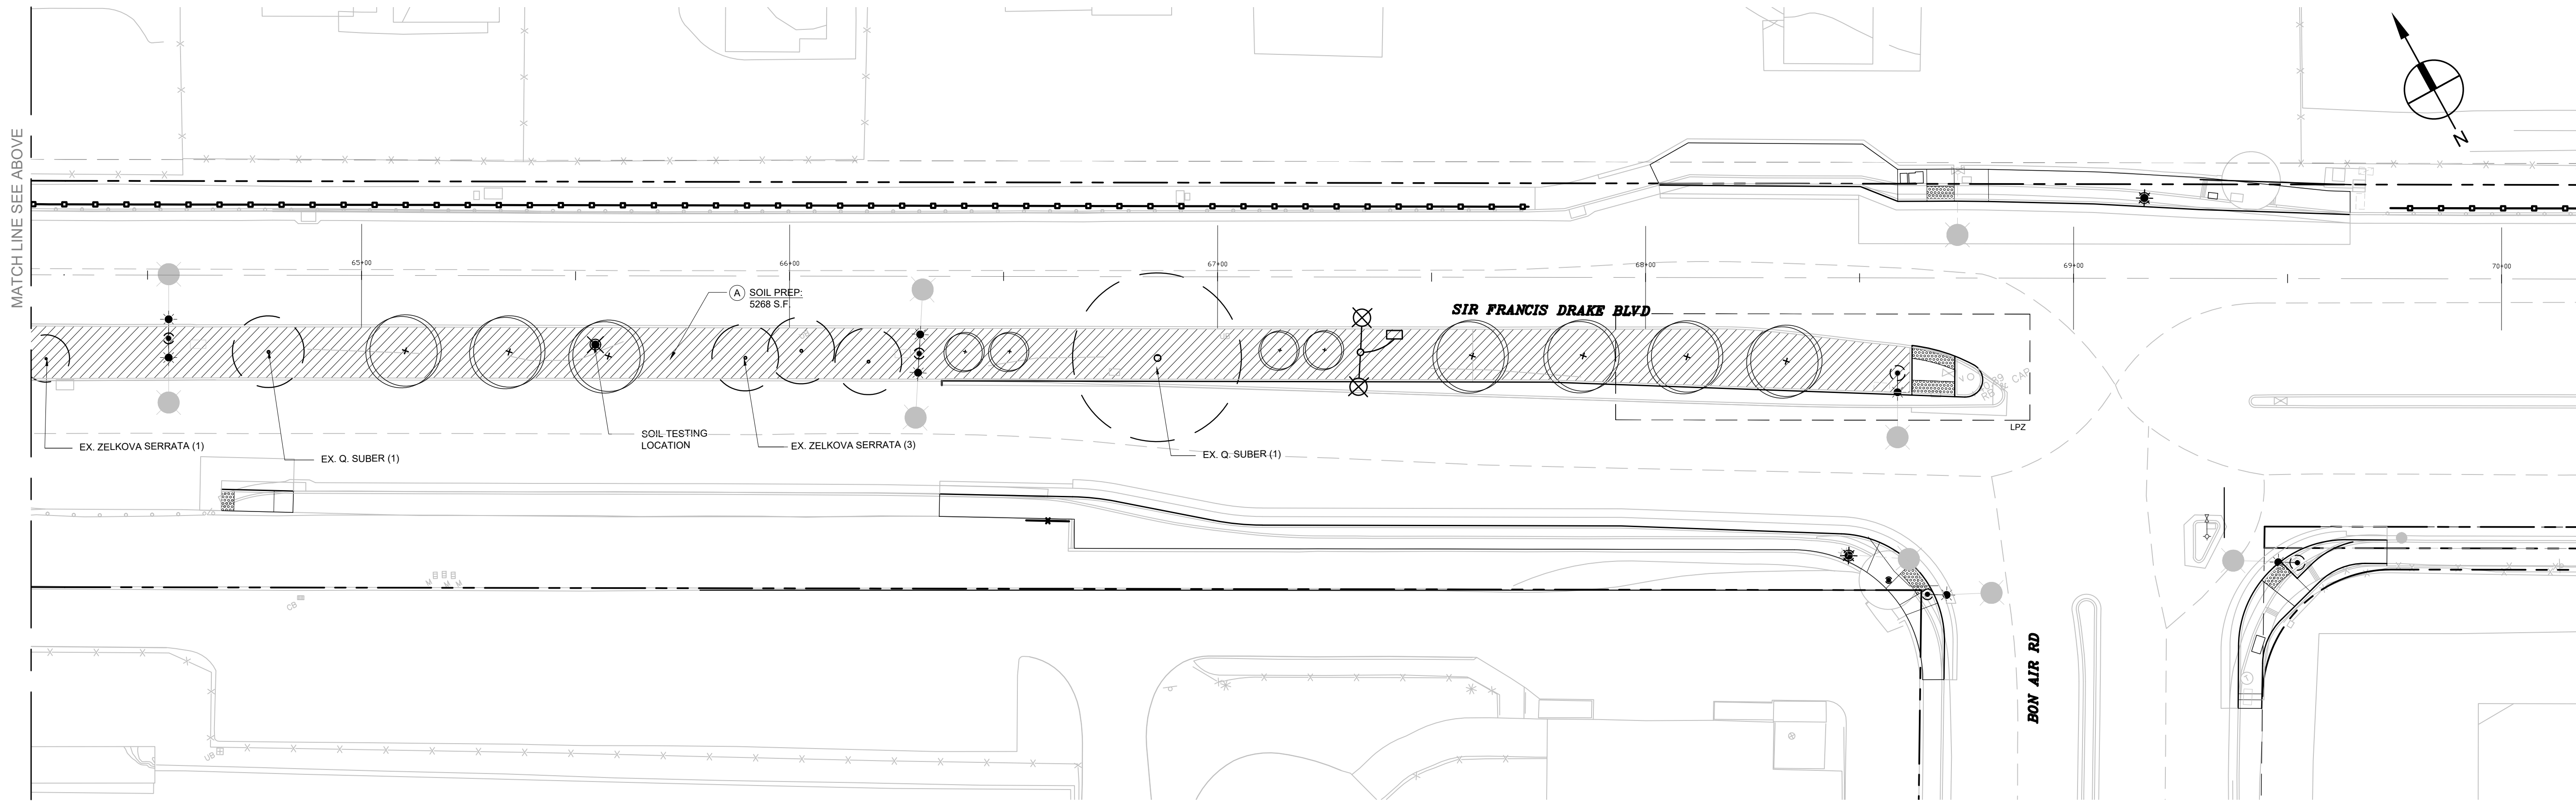 MATCH LINE SEE ABOVE
N
65+00
66+00
67+00
68+00
69+00
70+00
A
SOIL PREP:
5268 S.F.
SIR FRANCIS DRAKE BLVD
EX. ZELKOVA SERRATA (1)
EX. Q. SUBER (1)
SOIL TESTING
LOCATION
EX. ZELKOVA SERRATA (3)
EX. Q. SUBER (1)
LPZ
M
M
M
CB
UB
BON AIR RD